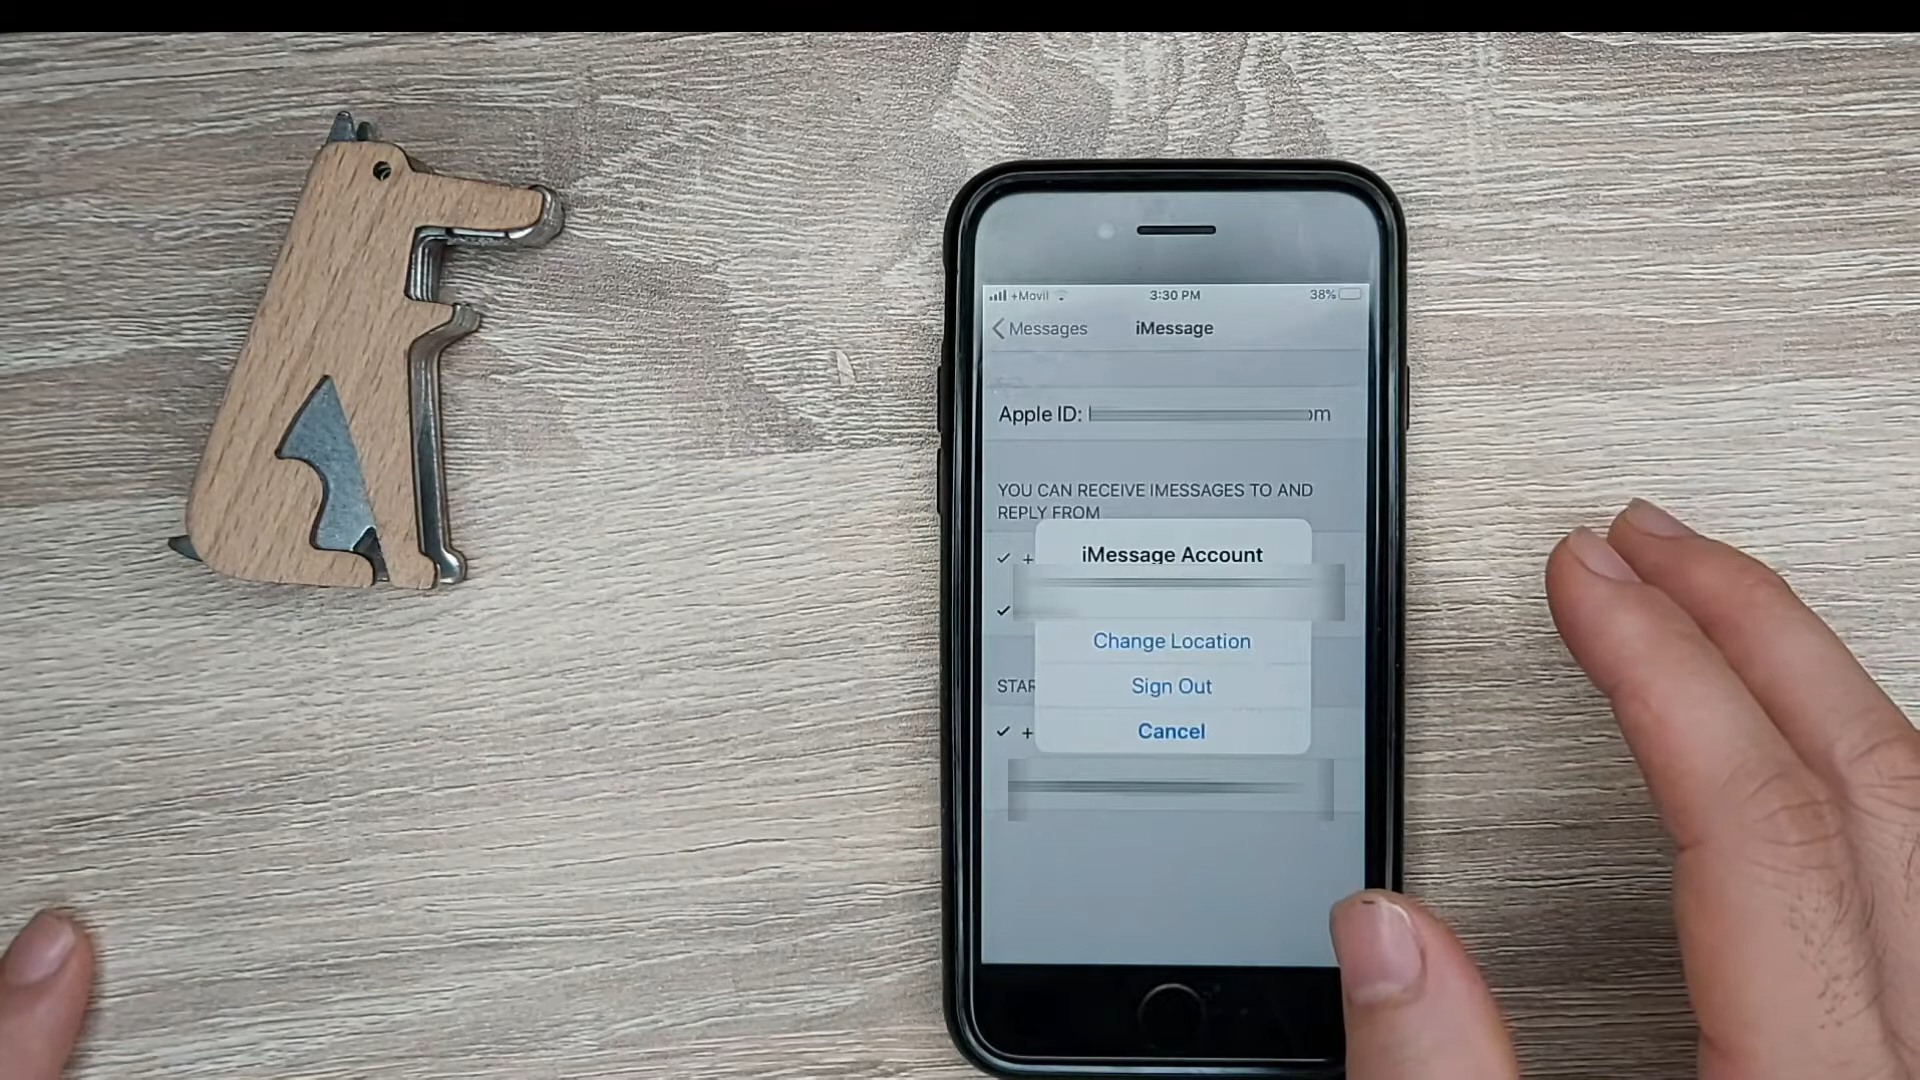 +Movil
3:30 PM
38%
Messages
iMessage
Apple ID:
YOU CAN RECEIVE IMESSAGES TO AND
REPLY FROM
iMessage Account
+
Change Location
Sign Out
Cancel
+